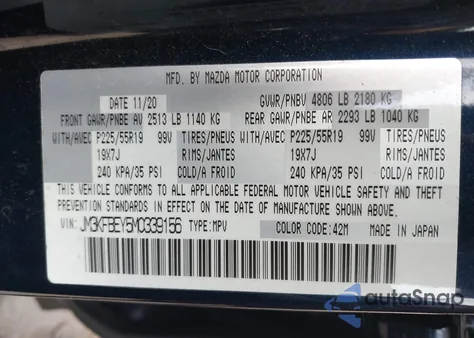 MFD. BY MAZDA MOTOR CORPORATION
DATE 11/20 GVWR/PNBV 4806 LB 2180 KG
FRONT GAWR/PNBE AV 2513 LB 1140 KG REAR GAWR/PNBE AR 2293 LB 1040 KG
WITH/AVEC P225/55R19 99V TIRES/PNEUS WITH/AVEC P225/55R19 99V TIRES/PNEUS
19X7J RIMS/JANTES 19X7J RIMS/JANTES
240 KPA/35 PSI COLD/A FROID 240 KPA/35 PSI COLD/A FROID
THIS VEHICLE CONFORMS TO ALL APPLICABLE FEDERAL MOTOR VEHICLE SAFETY AND THEFT
PREVENTION STANDARDS IN EFFECT ON THE DATE OF MANUFACTURE SHOWN ABOVE.
VIN: JM3KFBEY5M0339156 TYPE:MPV COLOR CODE:42M MADE IN JAPAN
autoSnap